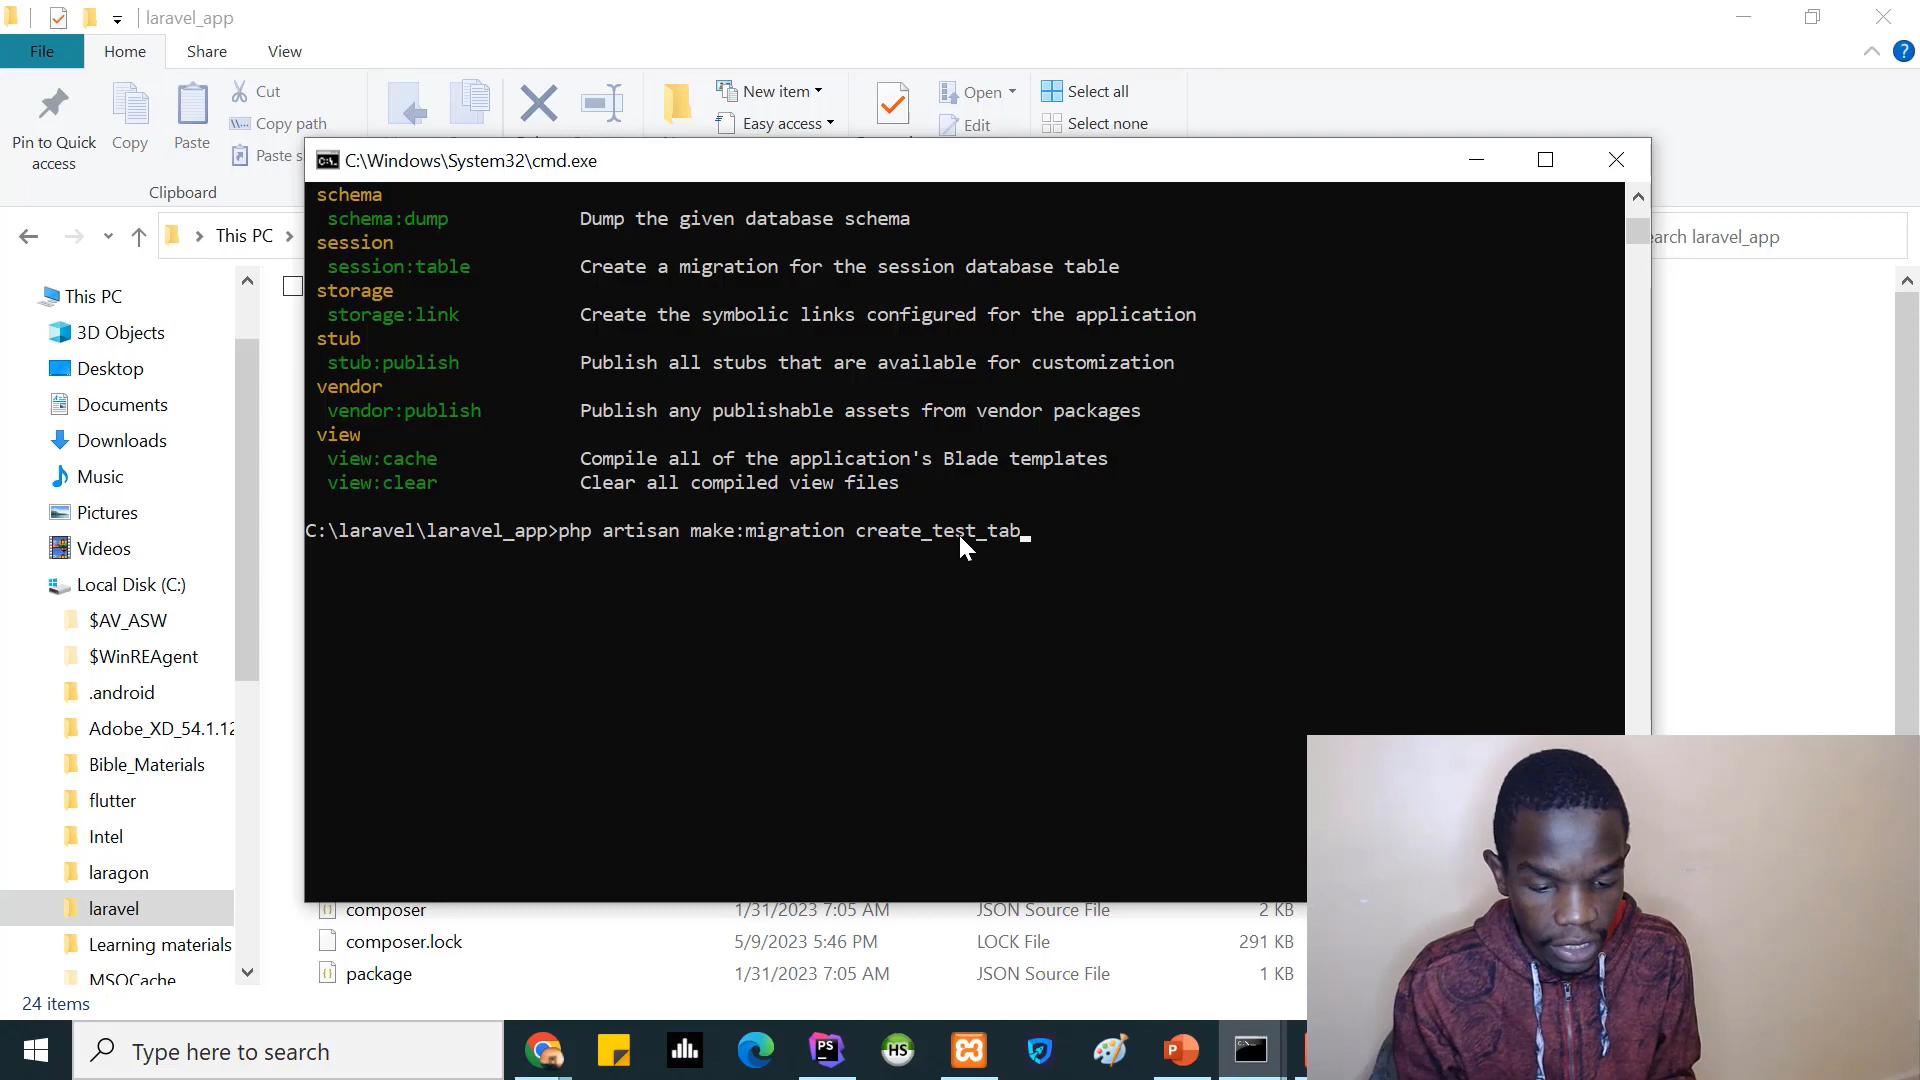 laravel_app
File Home Share View
Pin to Quick access
Copy
Paste
Cut
Copy path
Paste s
Clipboard
New item
Easy access
Open
Edit
Select all
Select none
This PC
earch laravel_app
C:\Windows\System32\cmd.exe
schema
schema:dump Dump the given database schema
session
session:table Create a migration for the session database table
storage
storage:link Create the symbolic links configured for the application
stub
stub:publish Publish all stubs that are available for customization
vendor
vendor:publish Publish any publishable assets from vendor packages
view
view:cache Compile all of the application's Blade templates
view:clear Clear all compiled view files
C:\laravel\laravel_app>php artisan make:migration create_test_tab_
This PC
3D Objects
Desktop
Documents
Downloads
Music
Pictures
Videos
Local Disk (C:)
$AV_ASW
$WinREAgent
.android
Adobe_XD_54.1.12
Bible_Materials
flutter
Intel
laragon
laravel
Learning materials
MSOCache
composer 1/31/2023 7:05 AM JSON Source File 2 KB
composer.lock 5/9/2023 5:46 PM LOCK File 291 KB
package 1/31/2023 7:05 AM JSON Source File 1 KB
24 items
Type here to search
PS
HS